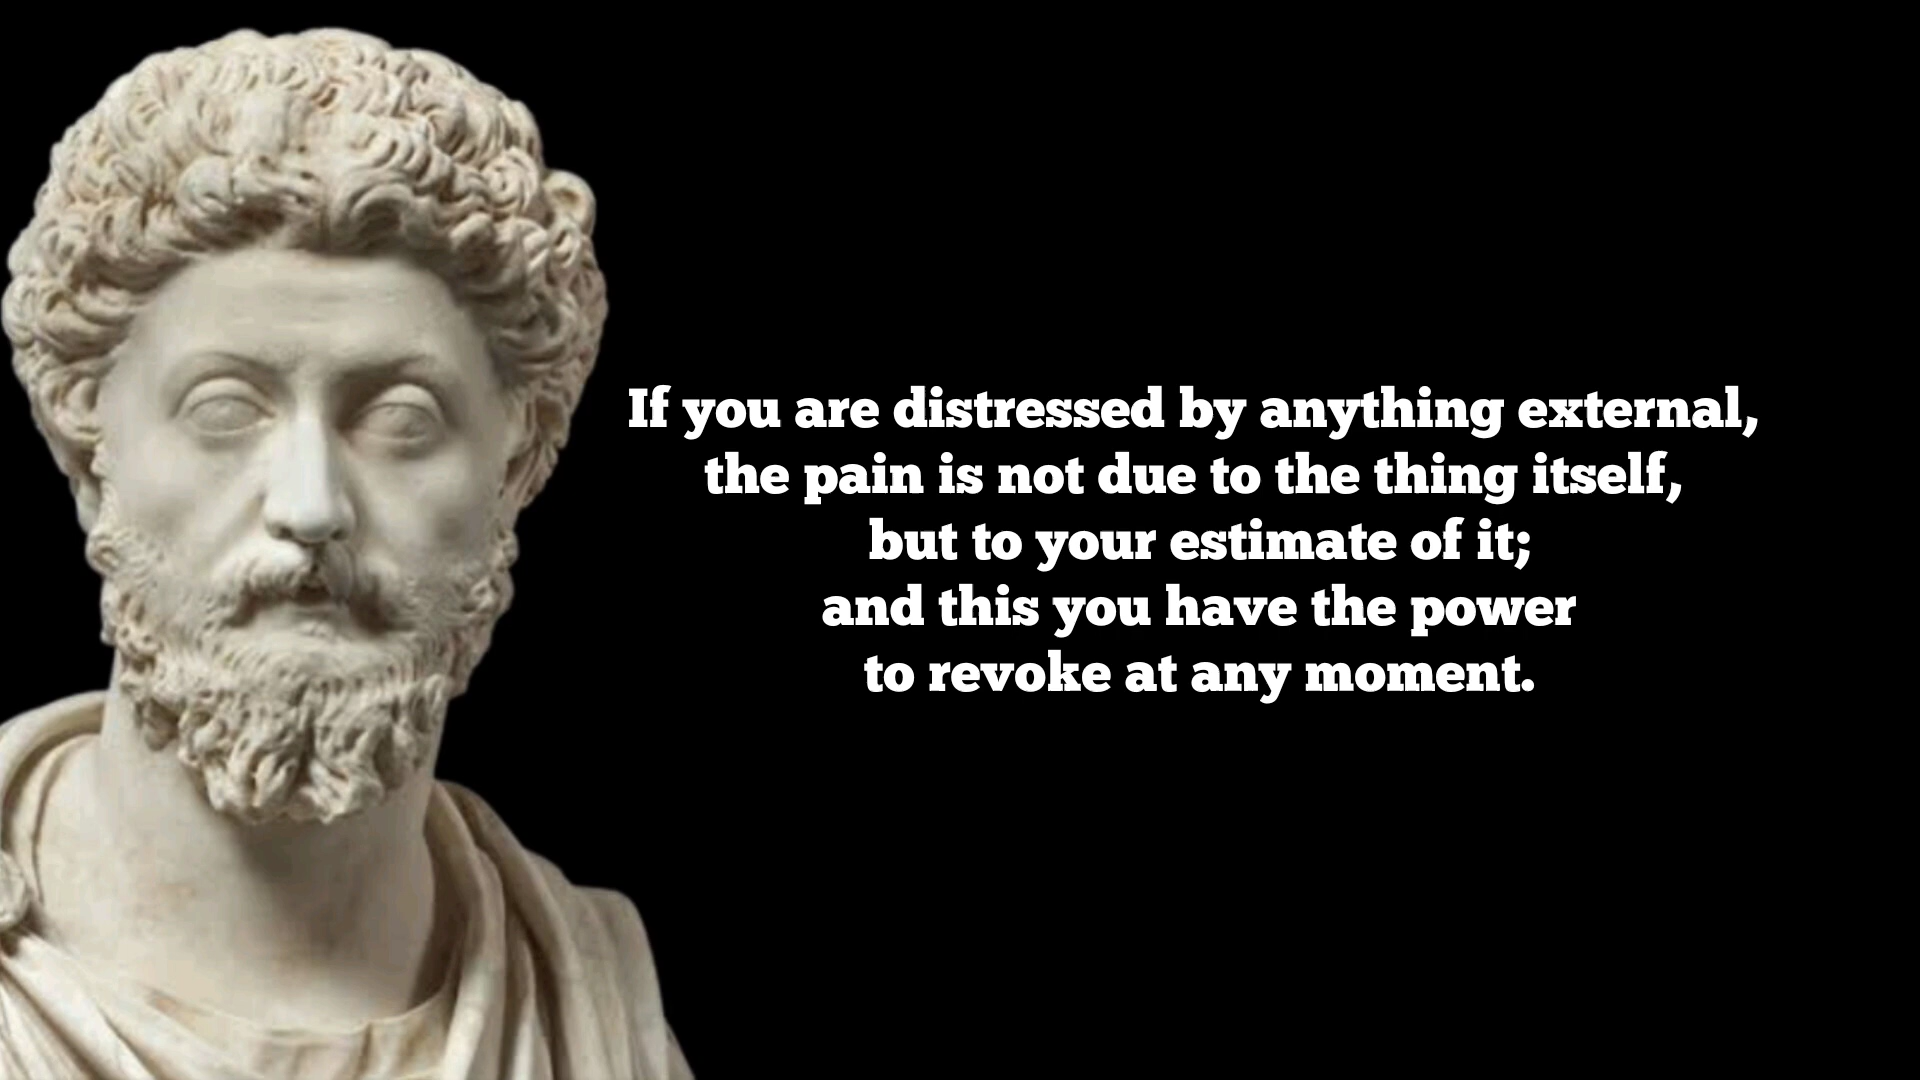 If you are distressed by anything external,
the pain is not due to the thing itself,
but to your estimate of it;
and this you have the power
to revoke at any moment.